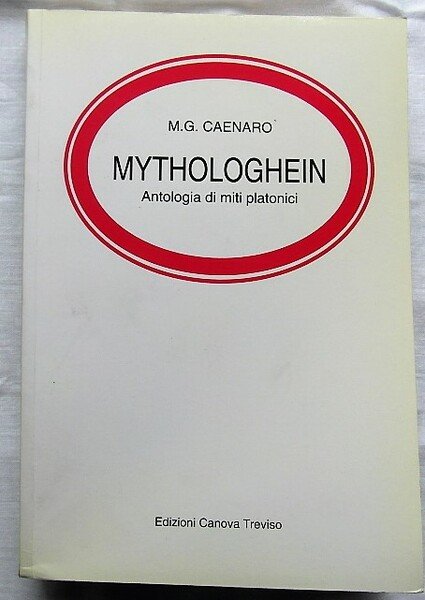 M.G. CAENARO
MYTHOLOGHEIN
Antologia di miti platonici
Edizioni Canova Treviso